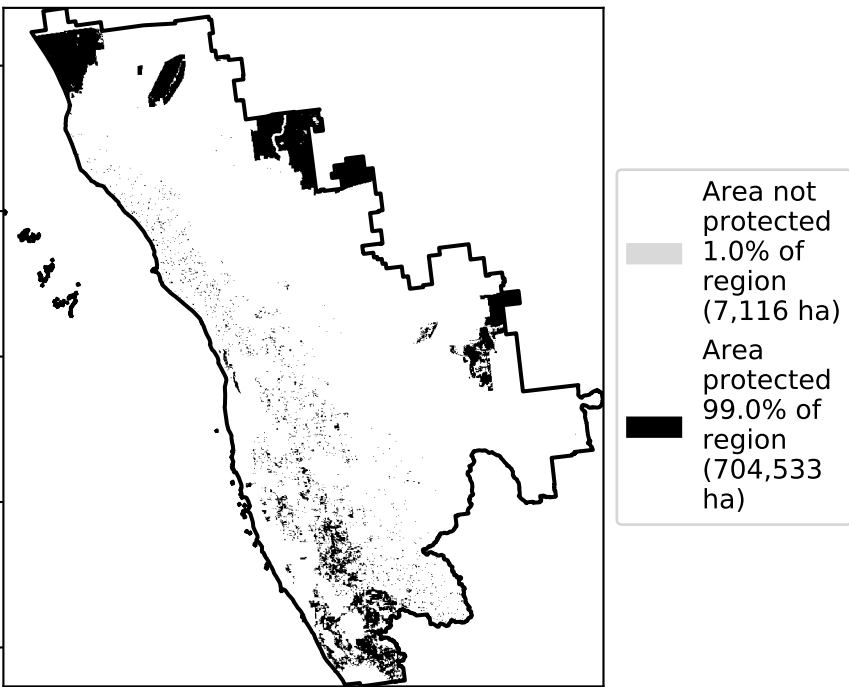 Area not
protected
1.0% of
region
(7,116 ha)
Area
protected
99.0% of
region
(704,533
ha)